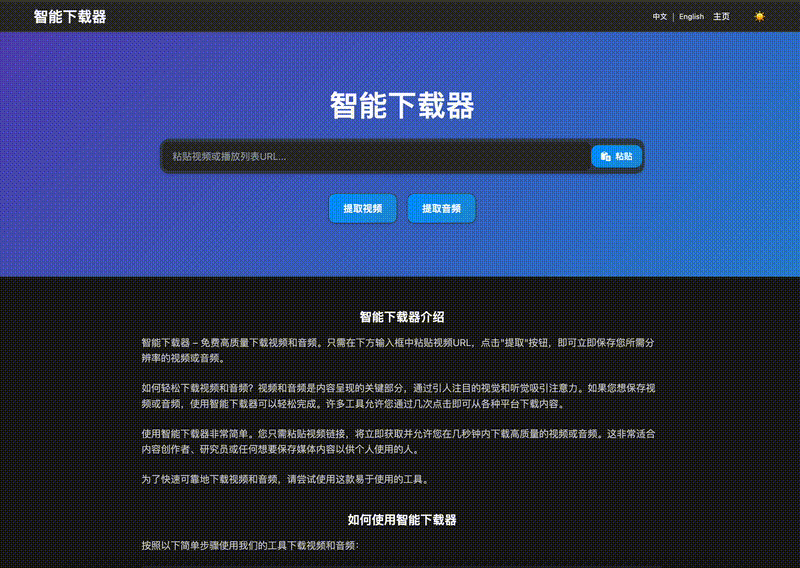 智能下载器
中文 | English 主页
智能下载器
粘贴视频或播放列表URL...
粘贴
提取视频 提取音频
智能下载器介绍
智能下载器 – 免费高质量下载视频和音频。只需在下方输入框中粘贴视频URL，点击"提取"按钮，即可立即保存您所需分
辨率的视频或音频。
如何轻松下载视频和音频？视频和音频是内容呈现的关键部分，通过引人注目的视觉和听觉吸引注意力。如果您想保存视
频或音频，使用智能下载器可以轻松完成。许多工具允许您通过几次点击即可从各种平台下载内容。
使用智能下载器非常简单。您只需粘贴视频链接，将立即获取并允许您在几秒钟内下载高质量的视频或音频。这非常适合
内容创作者、研究员或任何想要保存媒体内容以供个人使用的人。
为了快速可靠地下载视频和音频，请尝试使用这款易于使用的工具。
如何使用智能下载器
按照以下简单步骤使用我们的工具下载视频和音频：